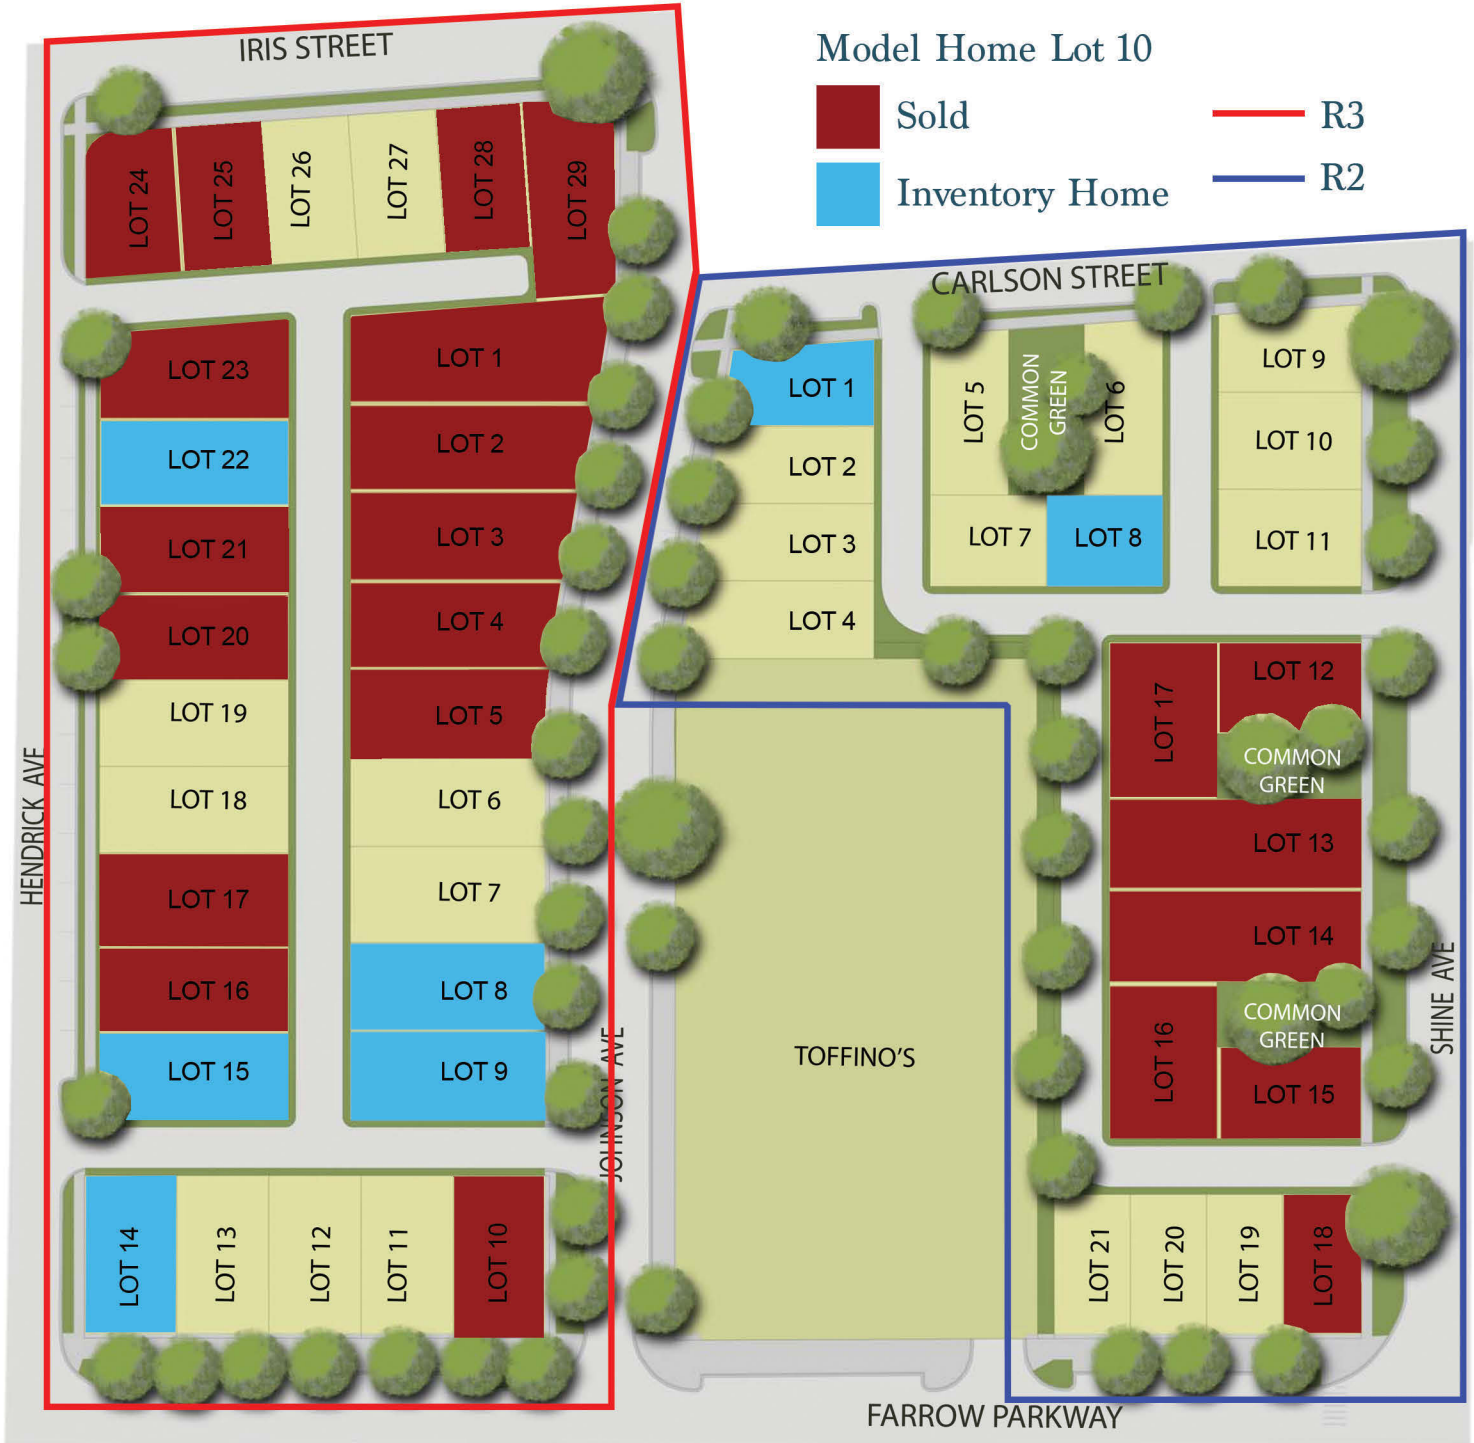 IRIS STREET
Model Home Lot 10
Sold
R3
Inventory Home
R2
LOT 24
LOT 25
LOT 26
LOT 27
LOT 28
LOT 29
LOT 23
LOT 22
LOT 21
LOT 20
LOT 19
LOT 18
LOT 17
LOT 16
LOT 15
HENDRICK AVE
LOT 1
LOT 2
LOT 3
LOT 4
LOT 5
LOT 6
LOT 7
LOT 8
LOT 9
JOHNSON AVE
LOT 14
LOT 13
LOT 12
LOT 11
LOT 10
CARLSON STREET
LOT 1
LOT 2
LOT 3
LOT 4
LOT 5
COMMON
GREEN
LOT 6
LOT 7
LOT 8
LOT 9
LOT 10
LOT 11
TOFFINO'S
LOT 17
LOT 12
COMMON
GREEN
LOT 13
LOT 14
COMMON
GREEN
LOT 16
LOT 15
SHINE AVE
LOT 21
LOT 20
LOT 19
LOT 18
FARROW PARKWAY